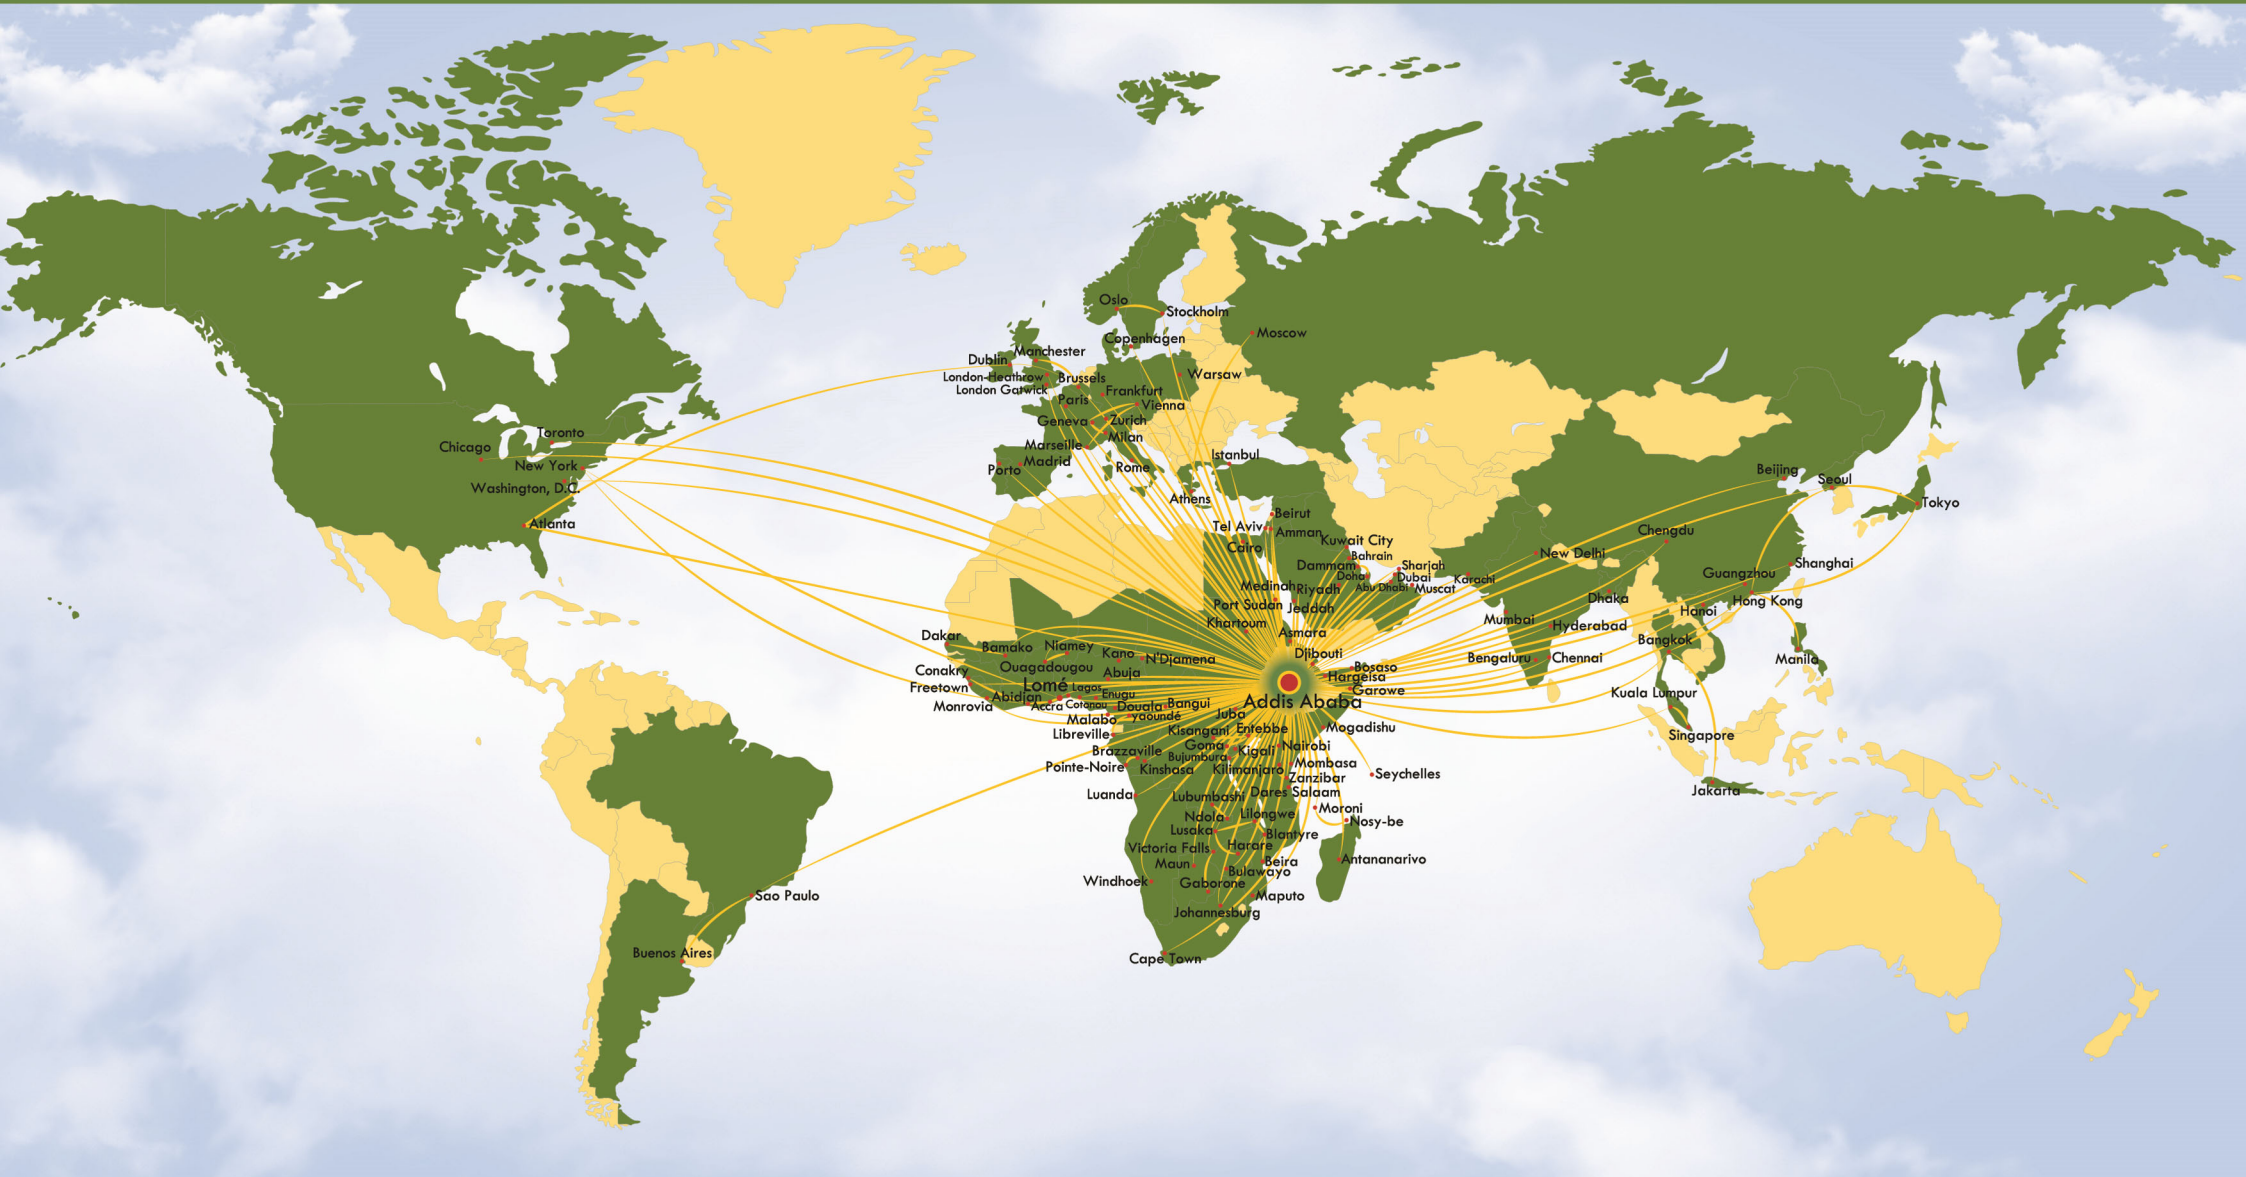 Oslo
Stockholm
Moscow
Copenhagen
Dublin
Manchester
London-Heathrow
London Gatwick
Brussels
Warsaw
Frankfurt
Paris
Vienna
Geneva
Zurich
Milan
Marseille
Madrid
Porto
Rome
Istanbul
Athens
Toronto
Chicago
New York
Washington, D.C.
Atlanta
Beirut
Tel Aviv
Amman
Cairo
Kuwait City
Bahrain
Dammam
Doha
Sharjah
Dubai
Abu Dhabi
Muscat
Karachi
Medinah
Riyadh
Port Sudan
Jeddah
Khartoum
Asmara
Djibouti
Beijing
Seoul
Tokyo
Chengdu
New Delhi
Shanghai
Guangzhou
Hong Kong
Dhaka
Hanoi
Mumbai
Hyderabad
Bangkok
Bengaluru
Chennai
Manila
Kuala Lumpur
Singapore
Jakarta
Dakar
Bamako
Niamey
Kano
N'Djamena
Ouagadougou
Abuja
Conakry
Freetown
Lomé
Lagos
Enugu
Abidjan
Accra
Cotonou
Monrovia
Douala
Bangui
Malabo
yaoundé
Juba
Libreville
Bosaso
Hargeisa
Garowe
Addis Ababa
Mogadishu
Kisangani
Entebbe
Brazzaville
Goma
Kigali
Nairobi
Bujumbura
Pointe-Noire
Kinshasa
Kilimanjaro
Mombasa
Zanzibar
Seychelles
Luanda
Lubumbashi
Dares Salaam
Moroni
Ndola
Lilongwe
Nosy-be
Lusaka
Blantyre
Victoria Falls
Harare
Maun
Beira
Antananarivo
Bulawayo
Windhoek
Gaborone
Maputo
Johannesburg
Cape Town
Sao Paulo
Buenos Aires